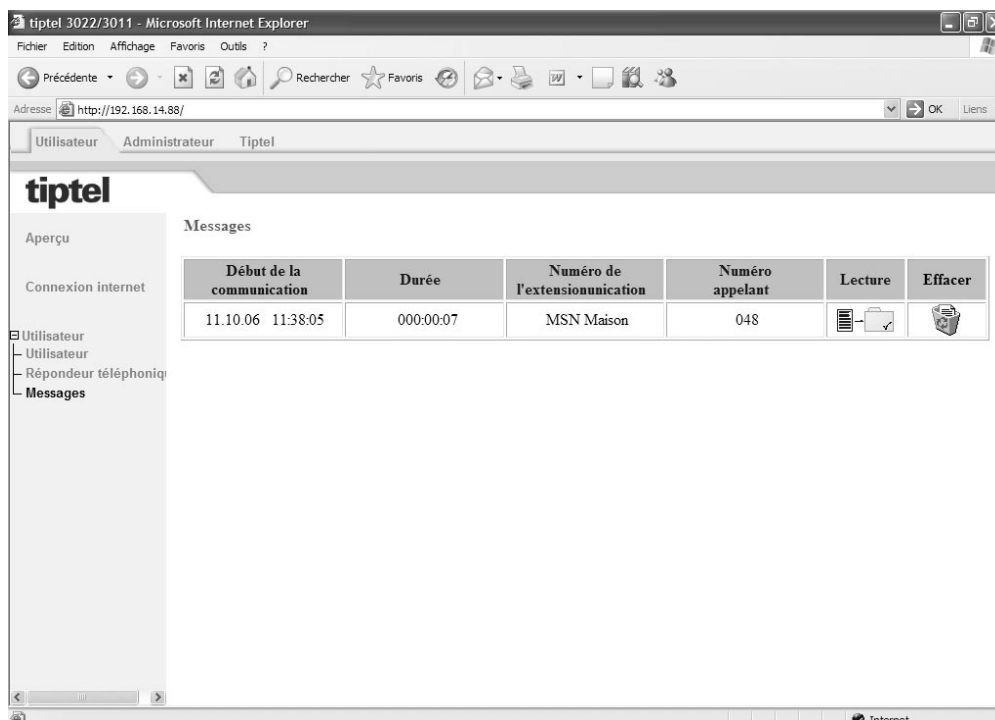 tiptel 3022/3011 - Microsoft Internet Explorer
Fichier Edition Affichage Favoris Outils ?
Précédente Rechercher Favoris
Adresse http://192.168.14.88/ OK Liens
Utilisateur Administrateur Tiptel
tiptel
Messages
Aperçu
Connexion internet
Début de la communication Durée Numéro de l'extensionunication Numéro appelant Lecture Effacer
11.10.06 11:38:05 000:00:07 MSN Maison 048
Utilisateur
Utilisateur
Répondeur téléphoniq
Messages
Internet